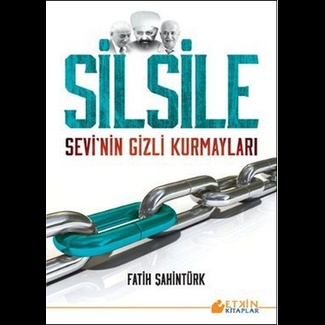 SİLSİLE
SEVİ'NİN GİZLİ KURMAYLARI
FATİH ŞAHİNTÜRK
ETKİN
KİTAPLAR